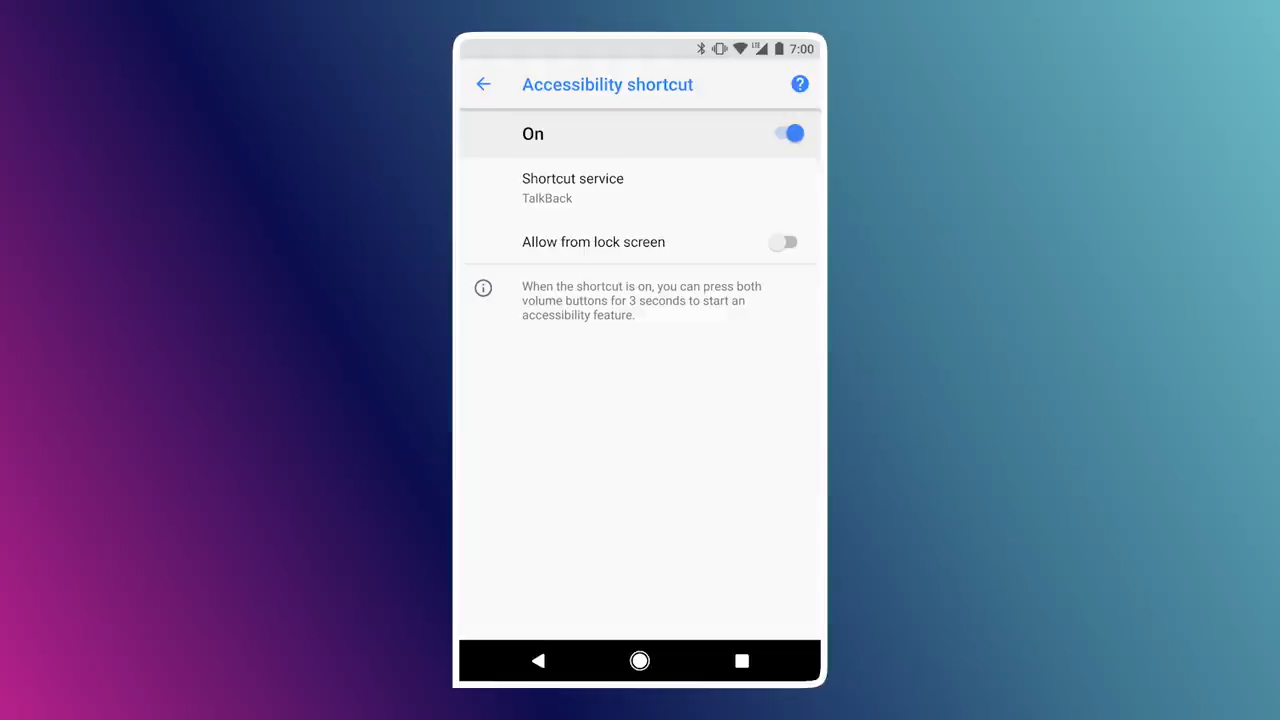 LTE 7:00
Accessibility shortcut
On
Shortcut service
TalkBack
Allow from lock screen
When the shortcut is on, you can press both
volume buttons for 3 seconds to start an
accessibility feature.